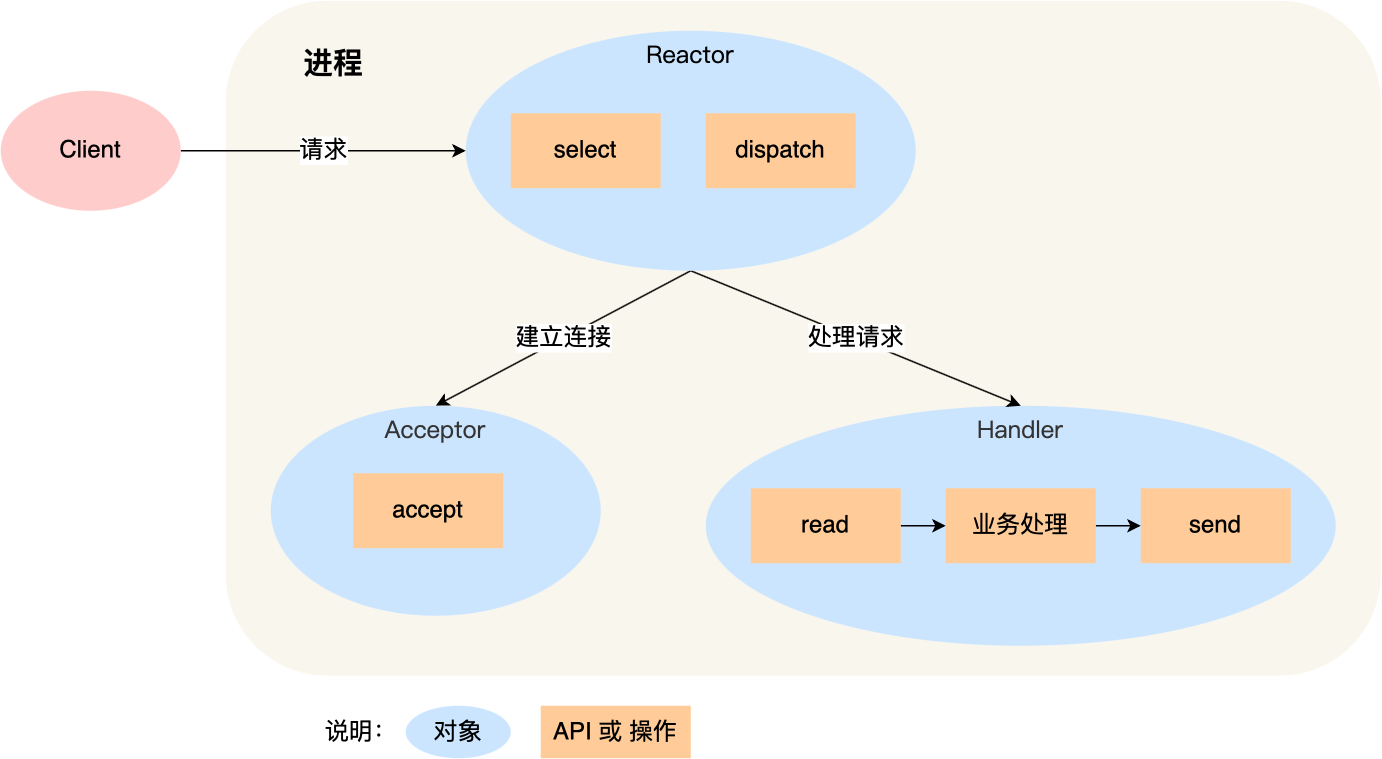 进程
Reactor
select
dispatch
Client
请求
建立连接
处理请求
Acceptor
accept
Handler
read
业务处理
send
说明：
对象
API 或 操作